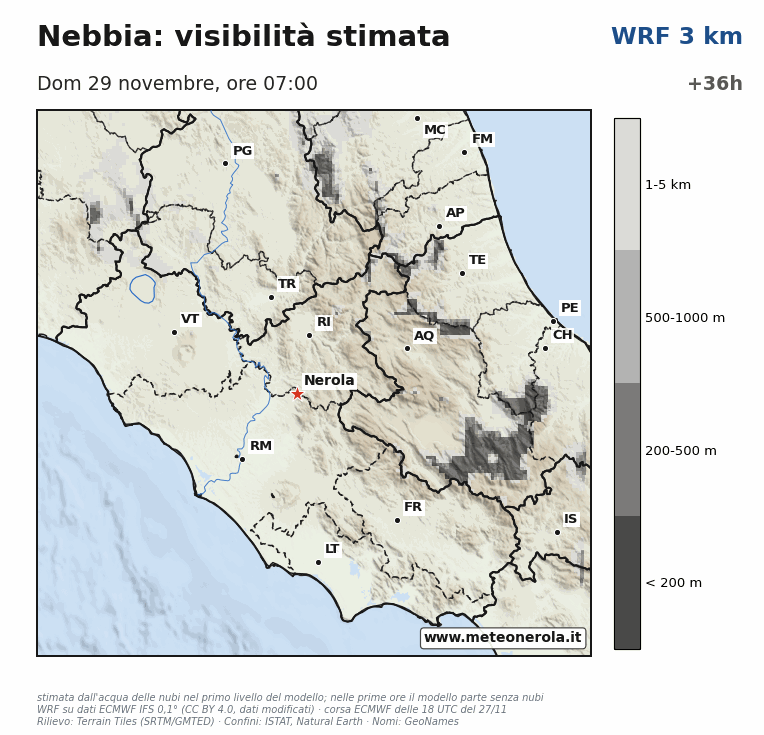 Nebbia: visibilità stimata
WRF 3 km
Dom 29 novembre, ore 07:00
+36h
MC
FM
PG
AP
TE
TR
PE
VT
RI
AQ
CH
Nerola
RM
FR
IS
LT
www.meteonerola.it
1-5 km
500-1000 m
200-500 m
< 200 m
stimata dall'acqua delle nubi nel primo livello del modello; nelle prime ore il modello parte senza nubi
WRF su dati ECMWF IFS 0,1° (CC BY 4.0, dati modificati) · corsa ECMWF delle 18 UTC del 27/11
Rilievo: Terrain Tiles (SRTM/GMTED) · Confini: ISTAT, Natural Earth · Nomi: GeoNames